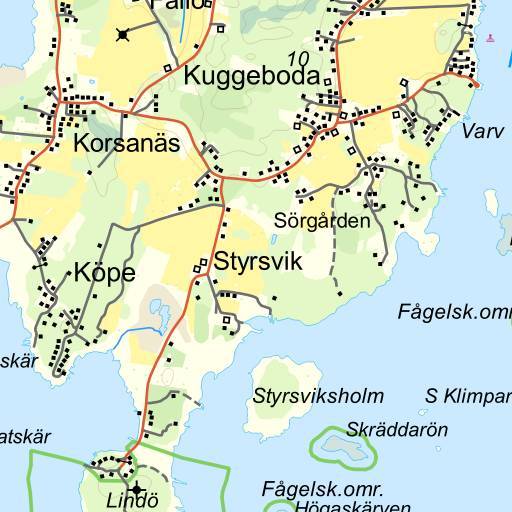 10
Kuggeboda
Varv
Korsanäs
Sörgården
Styrsvik
Köpe
Fågelsk.omr
skär
Styrsviksholm
S Klimpar
Skräddarön
atskär
Fågelsk.omr.
Lindö
Högaskärven